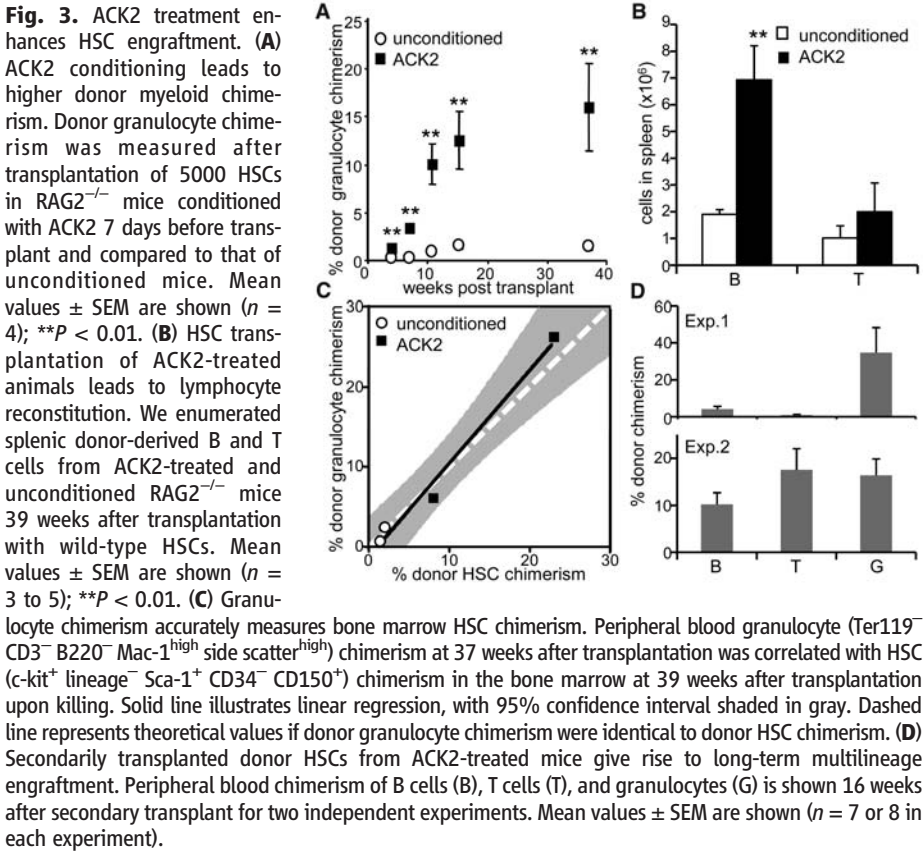 Fig. 3. ACK2 treatment en-
hances HSC engraftment. (A)
ACK2 conditioning leads to
higher donor myeloid chime-
rism. Donor granulocyte chime-
rism was measured after
transplantation of 5000 HSCs
in RAG2−/− mice conditioned
with ACK2 7 days before trans-
plant and compared to that of
unconditioned mice. Mean
values ± SEM are shown (n =
4); **P < 0.01. (B) HSC trans-
plantation of ACK2-treated
animals leads to lymphocyte
reconstitution. We enumerated
splenic donor-derived B and T
cells from ACK2-treated and
unconditioned RAG2−/− mice
39 weeks after transplantation
with wild-type HSCs. Mean
values ± SEM are shown (n =
3 to 5); **P < 0.01. (C) Granu-
locyte chimerism accurately measures bone marrow HSC chimerism. Peripheral blood granulocyte (Ter119−
CD3− B220− Mac-1high side scatterhigh) chimerism at 37 weeks after transplantation was correlated with HSC
(c-kit+ lineage− Sca-1+ CD34− CD150+) chimerism in the bone marrow at 39 weeks after transplantation
upon killing. Solid line illustrates linear regression, with 95% confidence interval shaded in gray. Dashed
line represents theoretical values if donor granulocyte chimerism were identical to donor HSC chimerism. (D)
Secondarily transplanted donor HSCs from ACK2-treated mice give rise to long-term multilineage
engraftment. Peripheral blood chimerism of B cells (B), T cells (T), and granulocytes (G) is shown 16 weeks
after secondary transplant for two independent experiments. Mean values ± SEM are shown (n = 7 or 8 in
each experiment).
A
% donor granulocyte chimerism
25
20
15
10
5
0
unconditioned
ACK2
**
**
**
**
**
0
10
20
30
40
weeks post transplant
B
cells in spleen (x10⁶)
9
8
7
6
5
4
3
2
1
0
unconditioned
ACK2
**
B
T
C
% donor granulocyte chimerism
30
20
10
0
unconditioned
ACK2
0
10
20
30
% donor HSC chimerism
D
% donor chimerism
60
40
20
0
Exp.1
20
10
0
Exp.2
B
T
G